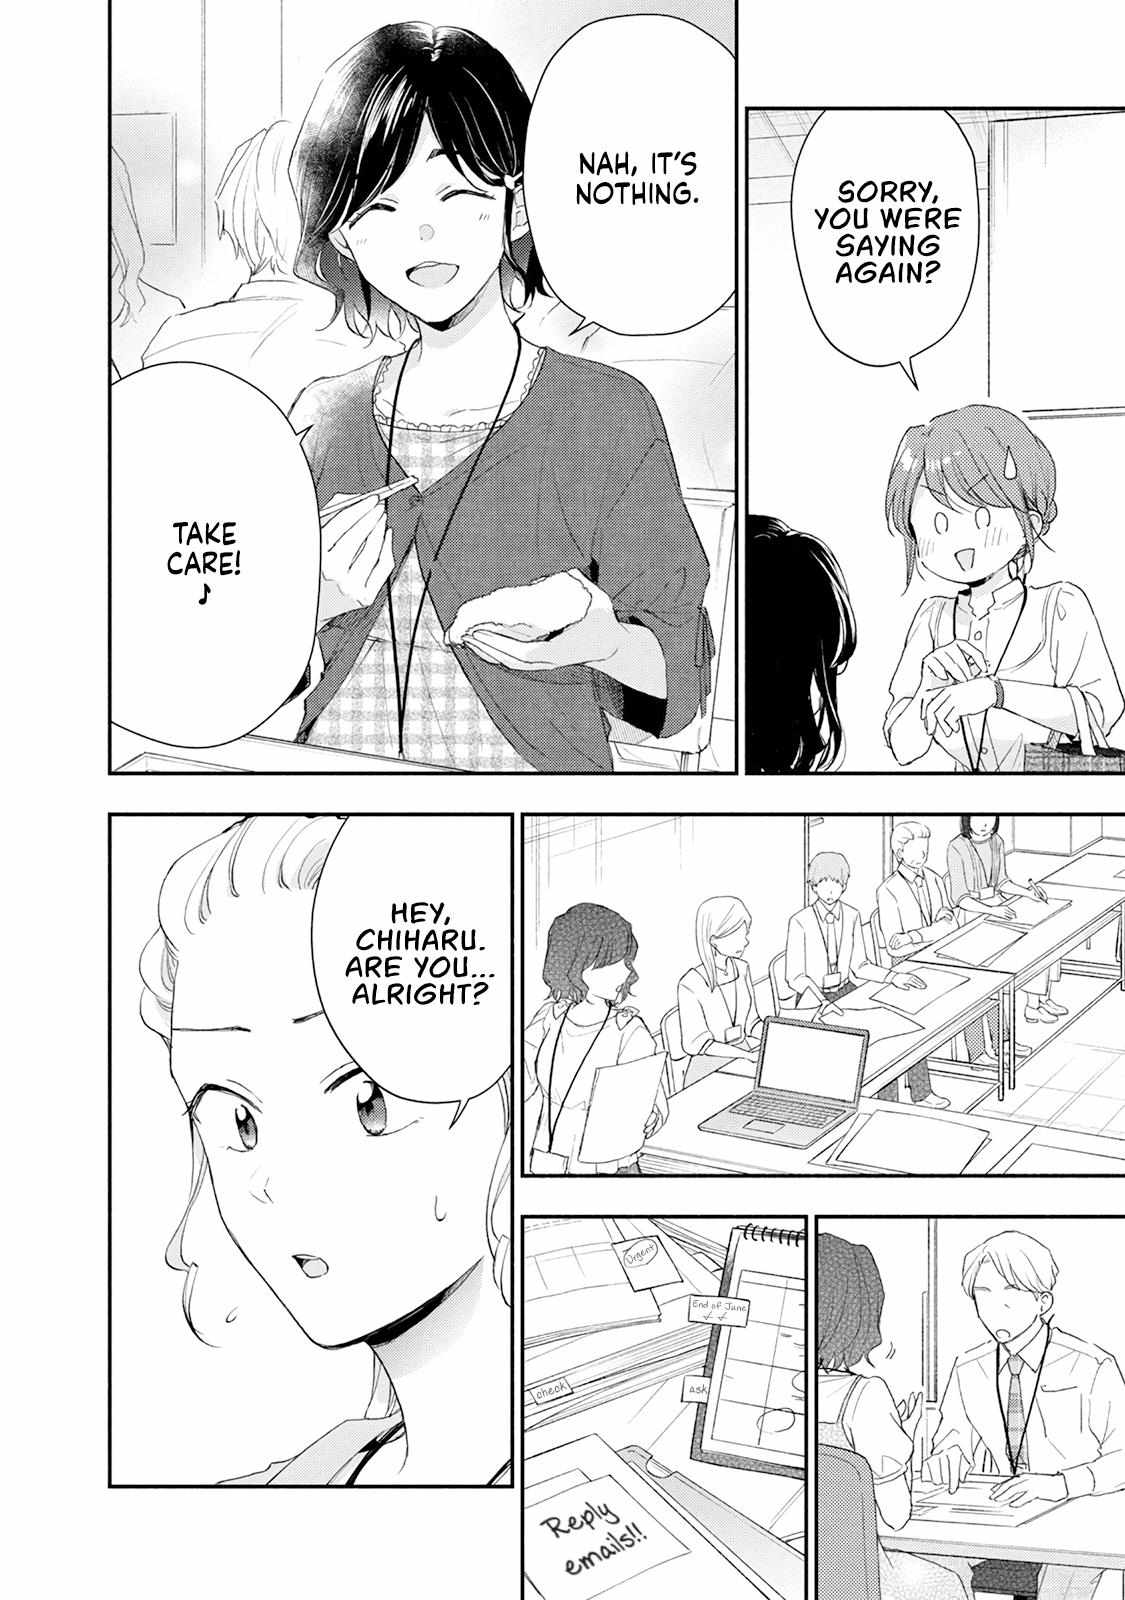 SORRY,
YOU WERE
SAYING
AGAIN?
NAH, IT'S
NOTHING.
TAKE
CARE!
♪
Urgent
End of June
ask
check
Reply
emails!!
HEY,
CHIHARU.
ARE YOU...
ALRIGHT?